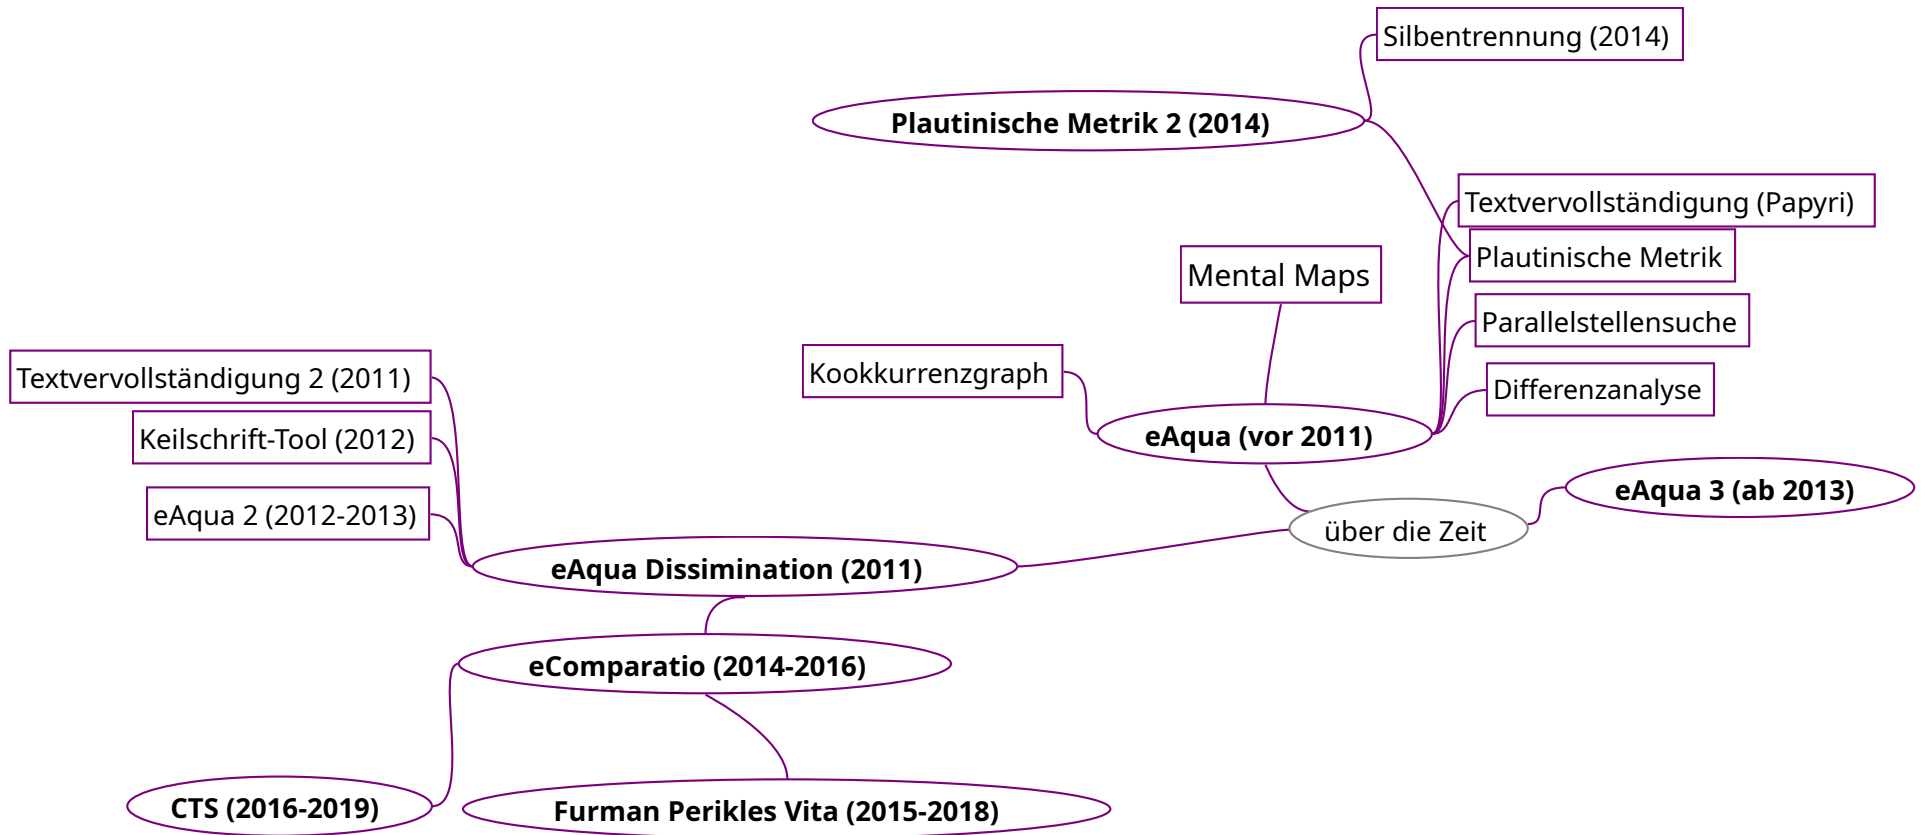 Silbentrennung (2014)
Plautinische Metrik 2 (2014)
Textvervollständigung (Papyri)
Plautinische Metrik
Mental Maps
Parallelstellensuche
Kookkurrenzgraph
Textvervollständigung 2 (2011)
Differenzanalyse
Keilschrift-Tool (2012)
eAqua (vor 2011)
eAqua 3 (ab 2013)
eAqua 2 (2012-2013)
über die Zeit
eAqua Dissimination (2011)
eComparatio (2014-2016)
CTS (2016-2019)
Furman Perikles Vita (2015-2018)